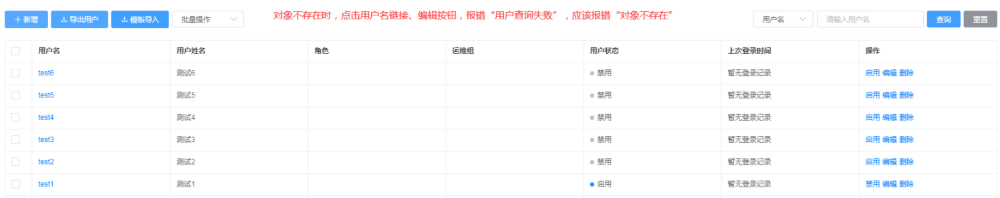 ＋新增 导出用户 模板导入 批量操作 对象不存在时，点击用户名链接、编辑按钮，报错“用户查询失败”，应该报错“对象不存在” 用户名 请输入用户名 查询 重置
用户名 用户姓名 角色 运维组 用户状态 上次登录时间 操作
test6 测试6 禁用 暂无登录记录 启用 编辑 删除
test5 测试5 禁用 暂无登录记录 启用 编辑 删除
test4 测试4 禁用 暂无登录记录 启用 编辑 删除
test3 测试3 禁用 暂无登录记录 启用 编辑 删除
test2 测试2 禁用 暂无登录记录 启用 编辑 删除
test1 测试1 启用 暂无登录记录 禁用 编辑 删除